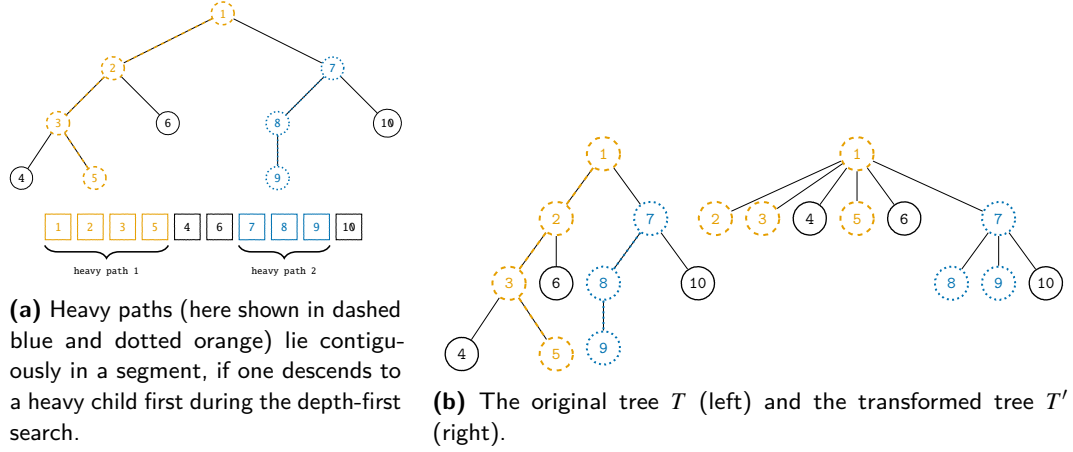 1
2 7
3 6 8 10
4 5 9
1 2 3 5 4 6 7 8 9 10
heavy path 1 heavy path 2
(a) Heavy paths (here shown in dashed
blue and dotted orange) lie contigu-
ously in a segment, if one descends to
a heavy child first during the depth-first
search.
1 1
2 7 2 3 4 5 6 7
3 6 8 10 8 9 10
4 5 9
(b) The original tree T (left) and the transformed tree T′
(right).